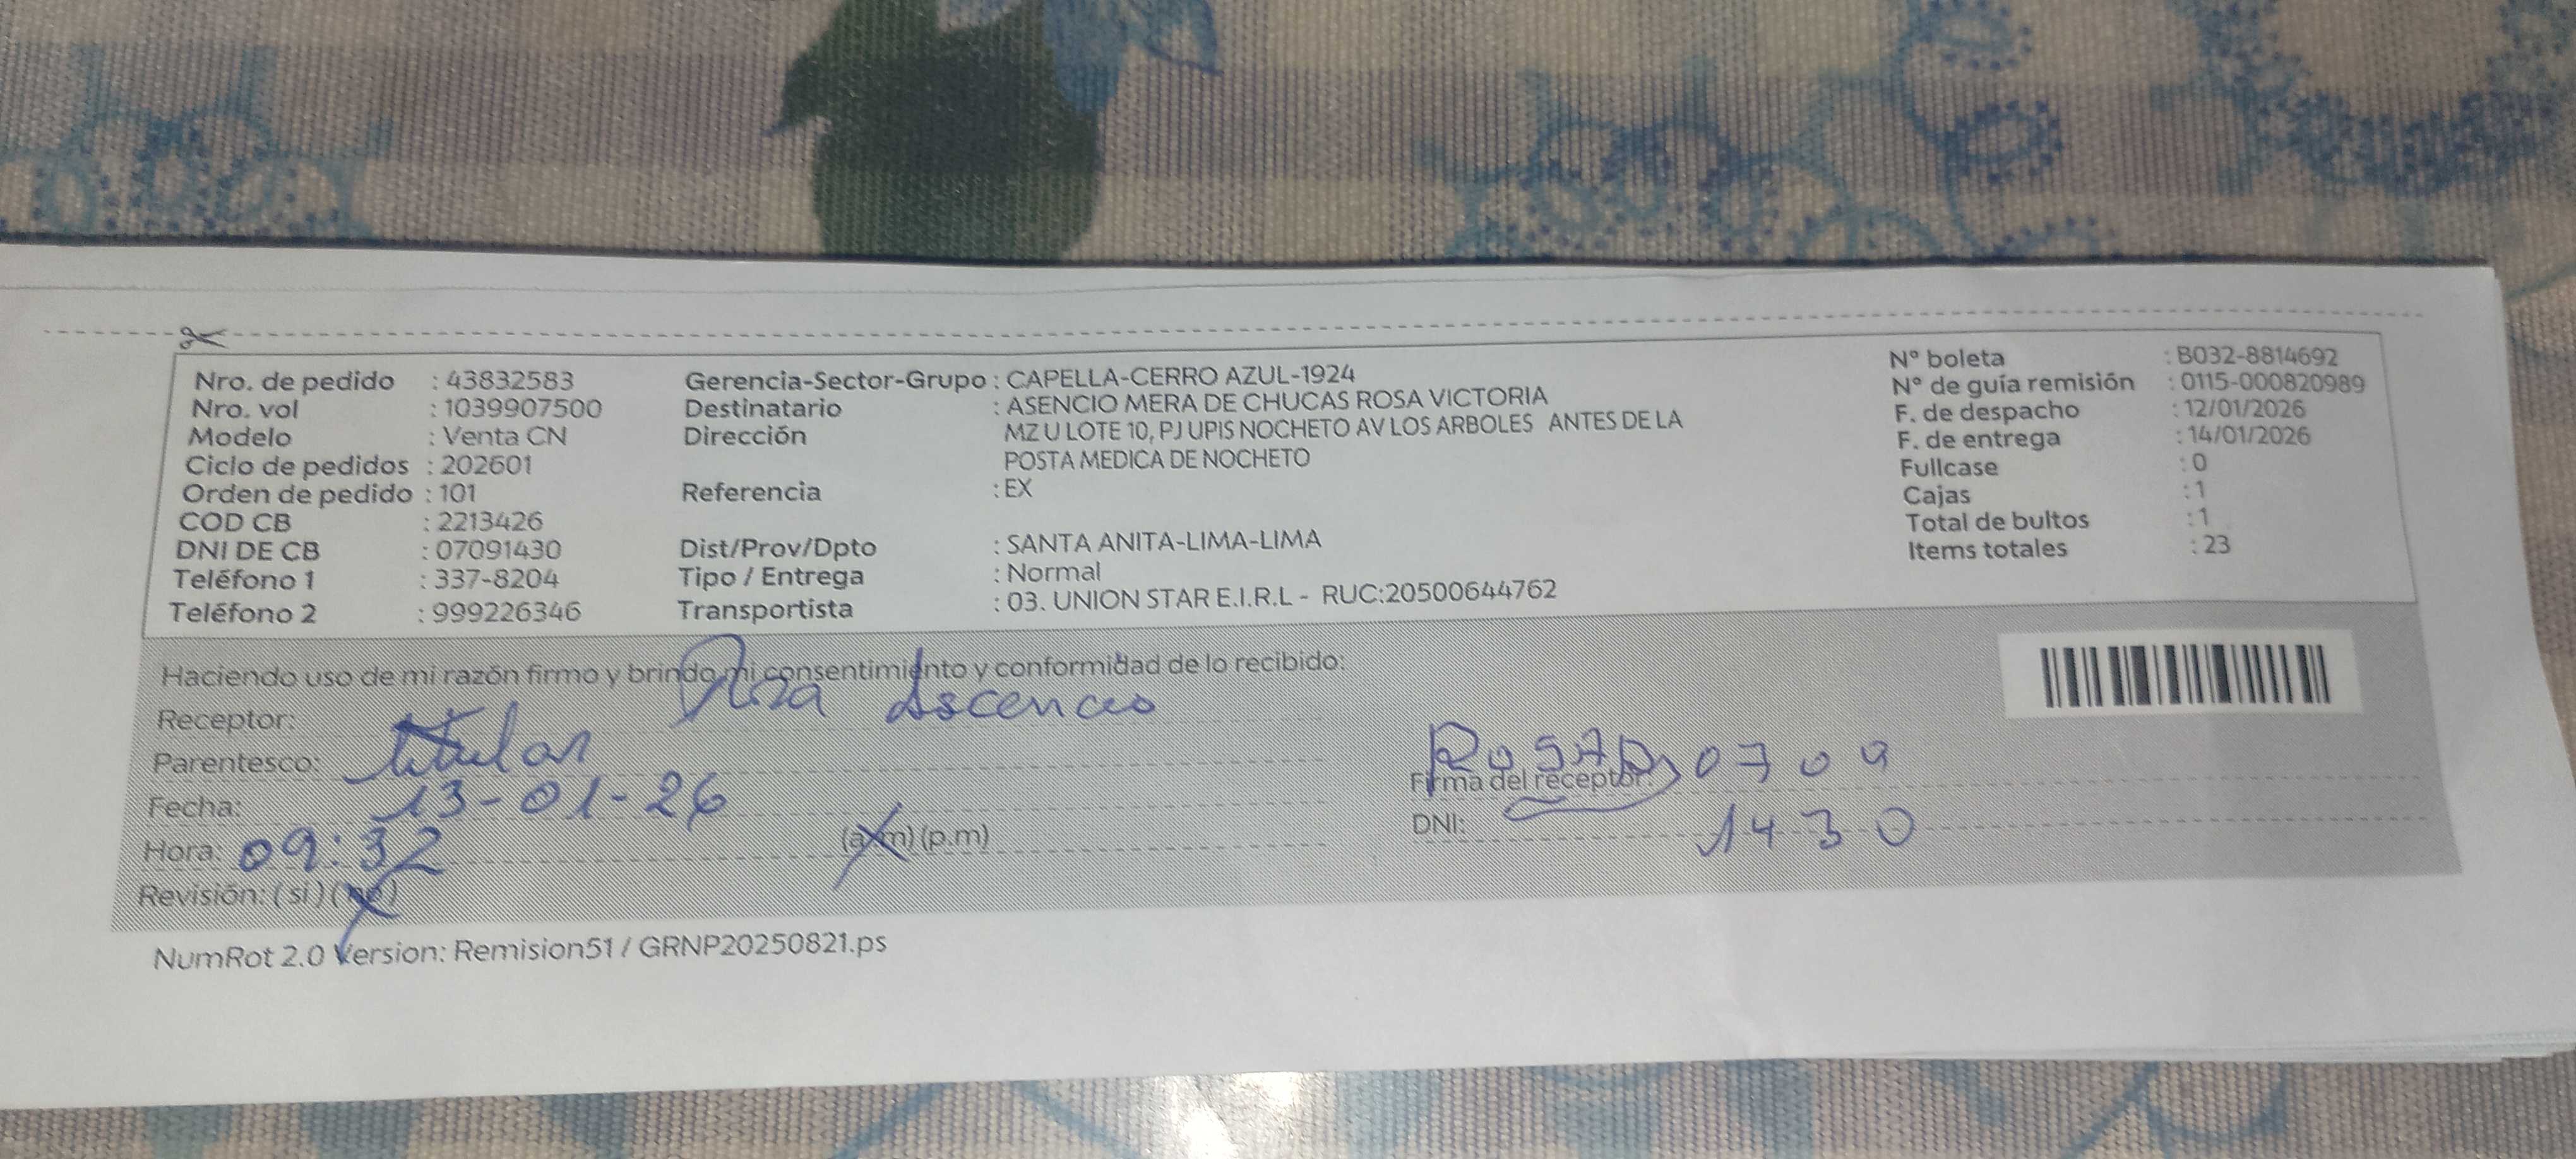 Nro. de pedido : 43832583
Nro. vol : 1039907500
Modelo : Venta CN
Ciclo de pedidos : 202601
Orden de pedido : 101
COD CB : 2213426
DNI DE CB : 07091430
Teléfono 1 : 337-8204
Teléfono 2 : 999226346
Gerencia-Sector-Grupo : CAPELLA-CERRO AZUL-1924
Destinatario : ASENCIO MERA DE CHUCAS ROSA VICTORIA
Dirección MZ U LOTE 10, PJ UPIS NOCHETO AV LOS ARBOLES ANTES DE LA
POSTA MEDICA DE NOCHETO
Referencia : EX
Dist/Prov/Dpto : SANTA ANITA-LIMA-LIMA
Tipo / Entrega : Normal
Transportista : 03. UNION STAR E.I.R.L - RUC:20500644762
N° boleta : B032-8814692
N° de guía remisión : 0115-000820989
F. de despacho : 12/01/2026
F. de entrega : 14/01/2026
Fullcase : 0
Cajas : 1
Total de bultos : 1
Items totales : 23
Haciendo uso de mi razón firmo y brindo mi consentimiento y conformidad de lo recibido:
Receptor: Rosa Ascencio
Parentesco: titular
Fecha: 13-01-26
Hora: 09:32 (a.m) (p.m)
Revisión: (si) (no)
Firma del receptor: 0709
DNI: 1430
NumRot 2.0 Version: Remision51 / GRNP20250821.ps